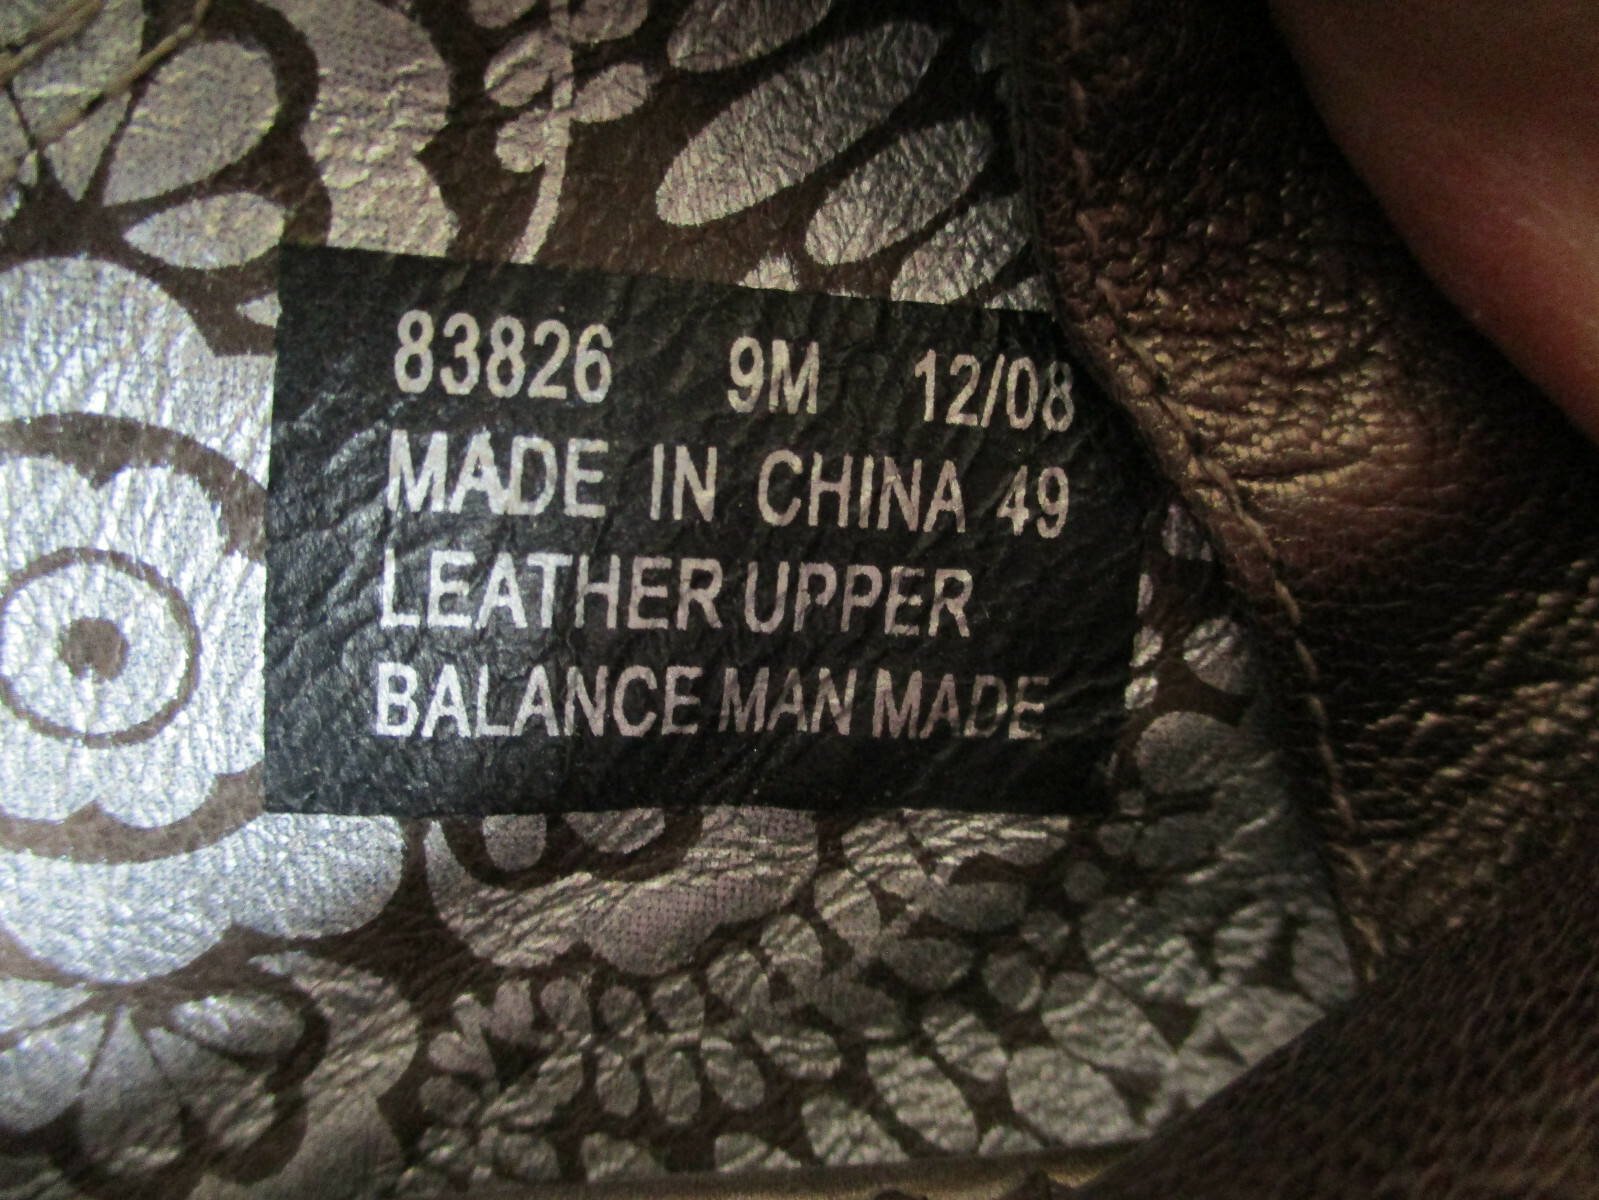 83826 9M 12/08
MADE IN CHINA 49
LEATHER UPPER
BALANCE MAN MADE